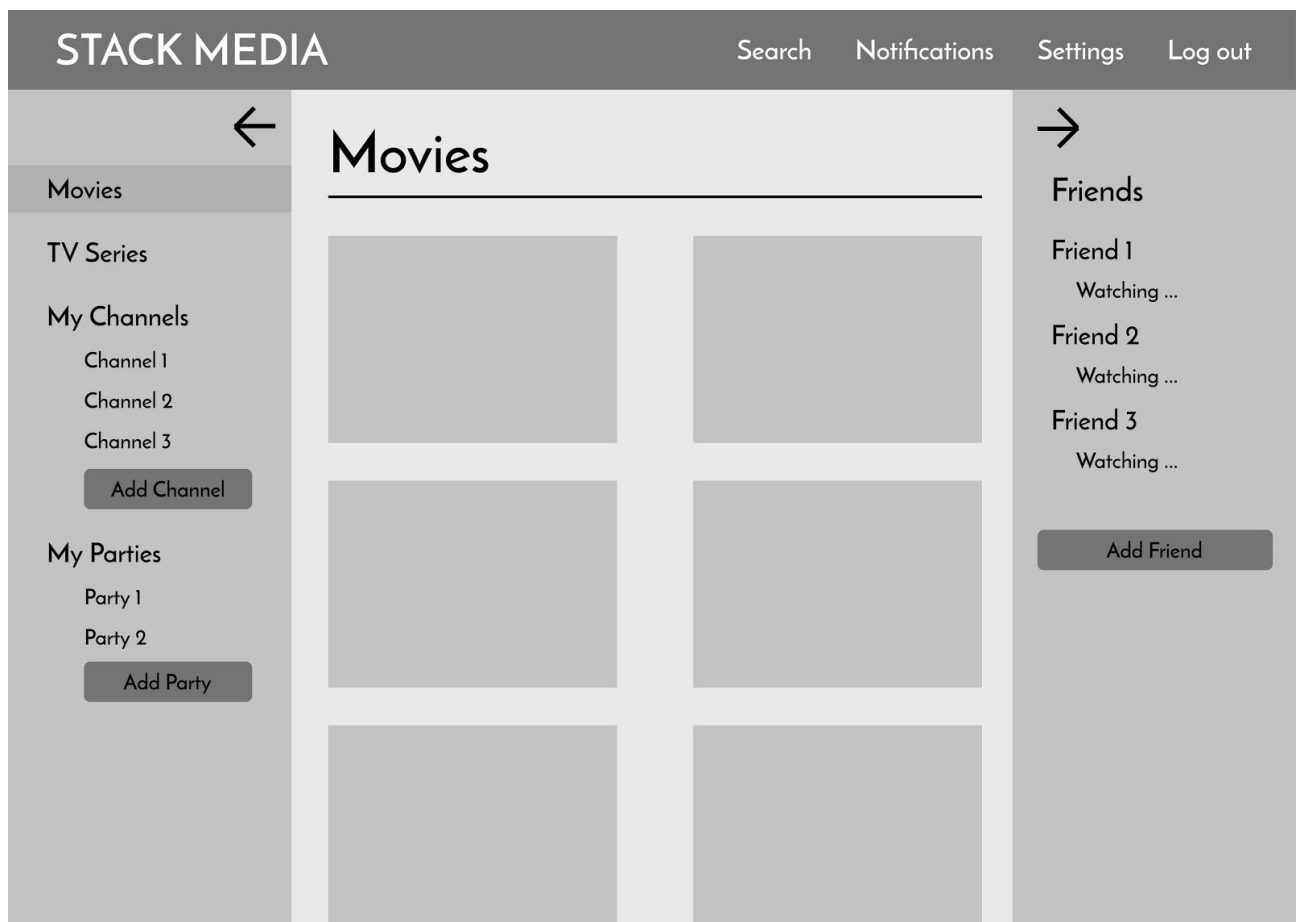 STACK MEDIA
Search Notifications Settings Log out
Movies
TV Series
My Channels
Channel 1
Channel 2
Channel 3
Add Channel
My Parties
Party 1
Party 2
Add Party
Movies
Friends
Friend 1
Watching ...
Friend 2
Watching ...
Friend 3
Watching ...
Add Friend